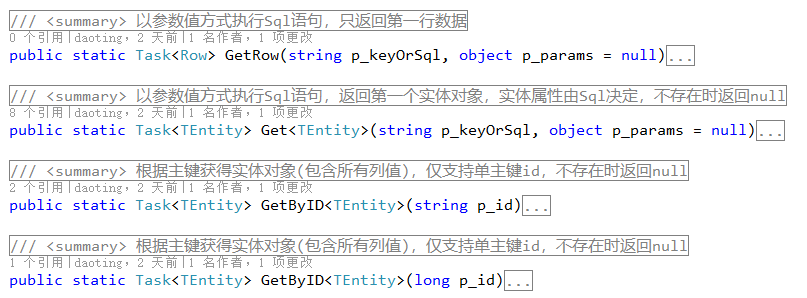 /// <summary> 以参数值方式执行Sql语句，只返回第一行数据
0 个引用|daoting，2 天前|1 名作者，1 项更改
public static Task<Row> GetRow(string p_keyOrSql, object p_params = null)...
/// <summary> 以参数值方式执行Sql语句，返回第一个实体对象，实体属性由Sql决定，不存在时返回null
8 个引用|daoting，2 天前|1 名作者，1 项更改
public static Task<TEntity> Get<TEntity>(string p_keyOrSql, object p_params = null)...
/// <summary> 根据主键获得实体对象(包含所有列值)，仅支持单主键id，不存在时返回null
2 个引用|daoting，2 天前|1 名作者，1 项更改
public static Task<TEntity> GetByID<TEntity>(string p_id)...
/// <summary> 根据主键获得实体对象(包含所有列值)，仅支持单主键id，不存在时返回null
1 个引用|daoting，2 天前|1 名作者，1 项更改
public static Task<TEntity> GetByID<TEntity>(long p_id)...